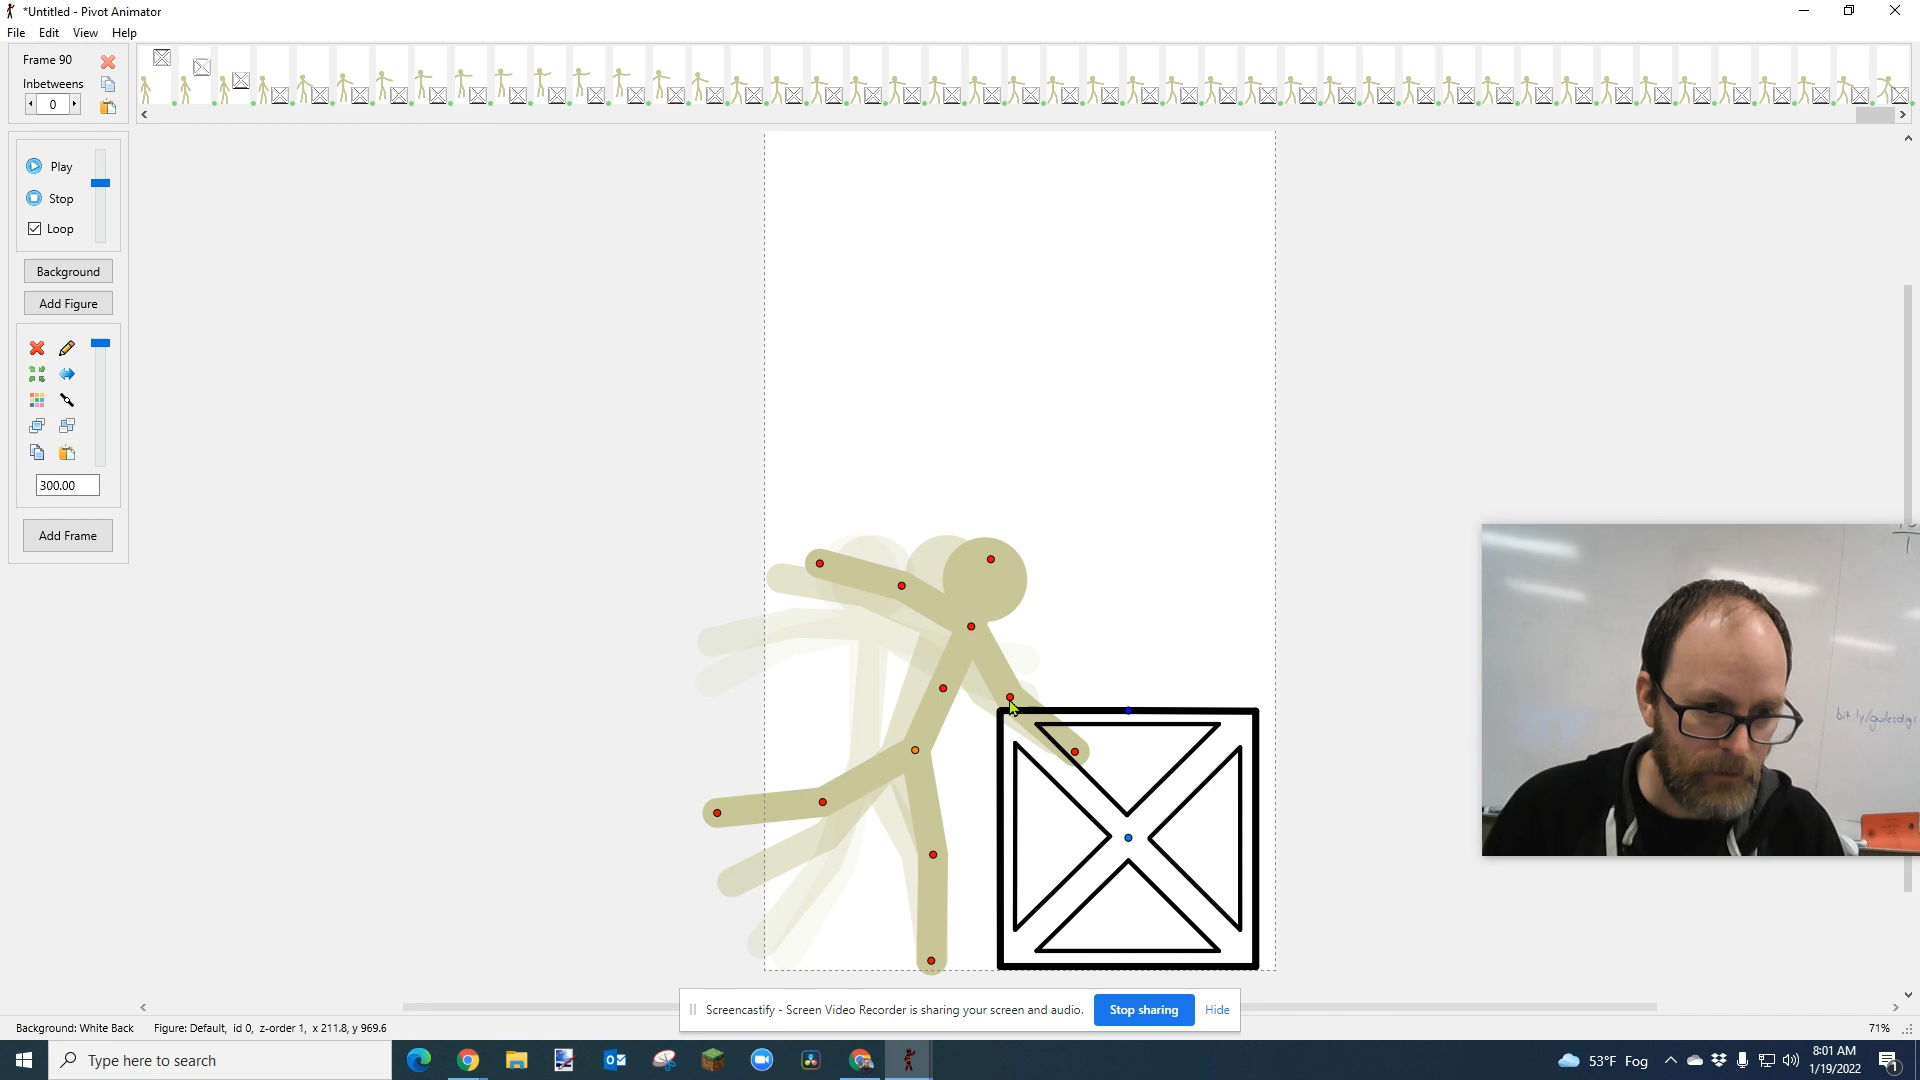 *Untitled - Pivot Animator
File Edit View Help
Frame 90
Inbetweens
0
Play
Stop
Loop
Background
Add Figure
300.00
Add Frame
Screencastify - Screen Video Recorder is sharing your screen and audio. Stop sharing Hide
Background: White Back Figure: Default, id 0, z-order 1, x 211.8, y 969.6 71%
Type here to search
53°F Fog
8:01 AM
1/19/2022
1